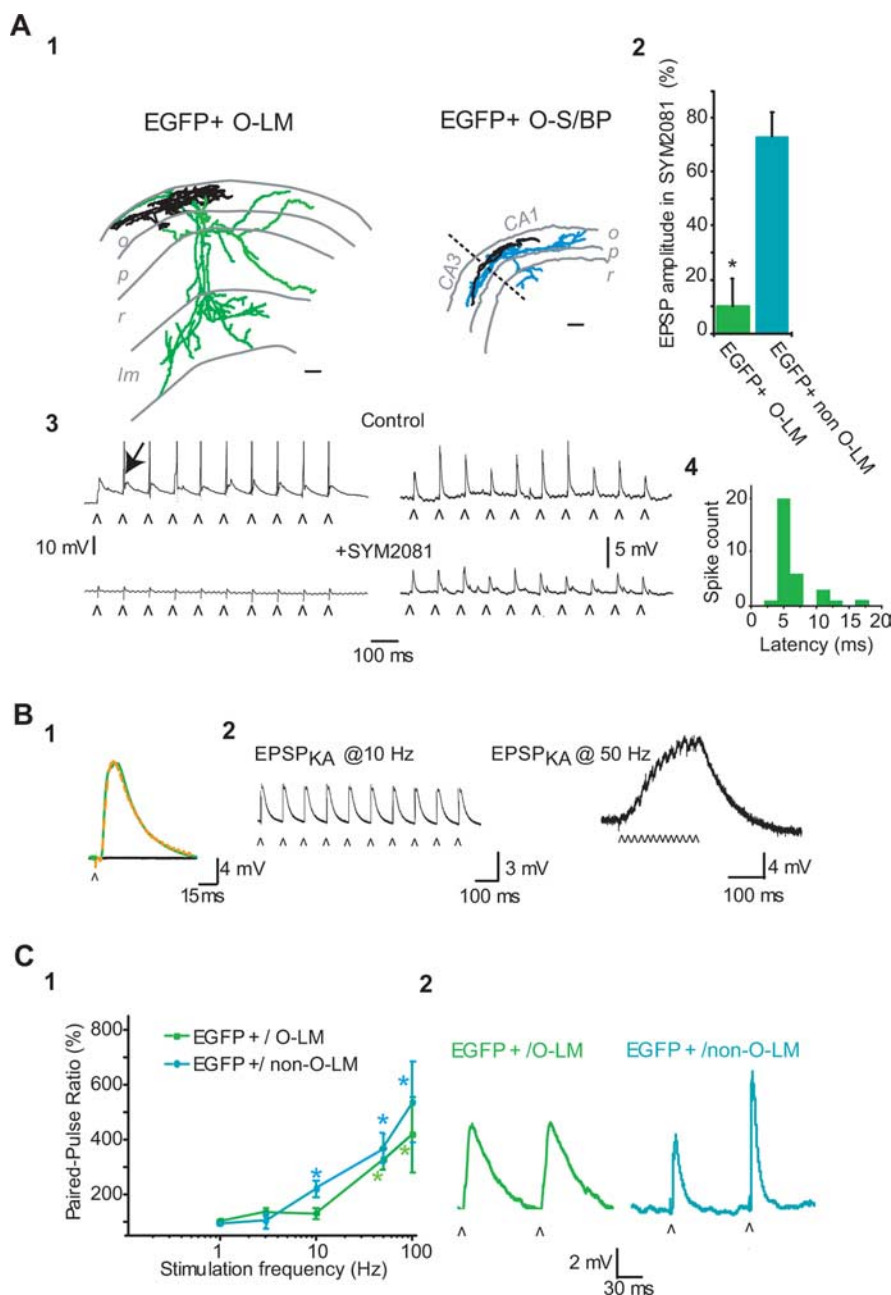 A
1
2
EGFP+ O-LM
EGFP+ O-S/BP
o
p
r
lm
CA3
CA1
o
p
r
EPSP amplitude in SYM2081 (%)
80
60
40
20
0
*
EGFP+ O-LM
EGFP+ non O-LM
3
Control
10 mV
+SYM2081
5 mV
100 ms
4
Spike count
20
10
0
0
5
10
15
20
Latency (ms)
B
1
4 mV
15ms
2
EPSPKA @10 Hz
3 mV
100 ms
EPSPKA @ 50 Hz
4 mV
100 ms
C
1
Paired-Pulse Ratio (%)
800
600
400
200
EGFP + / O-LM
EGFP +/ non-O-LM
*
*
*
*
*
1
10
100
Stimulation frequency (Hz)
2
EGFP + /O-LM
EGFP + /non-O-LM
2 mV
30 ms